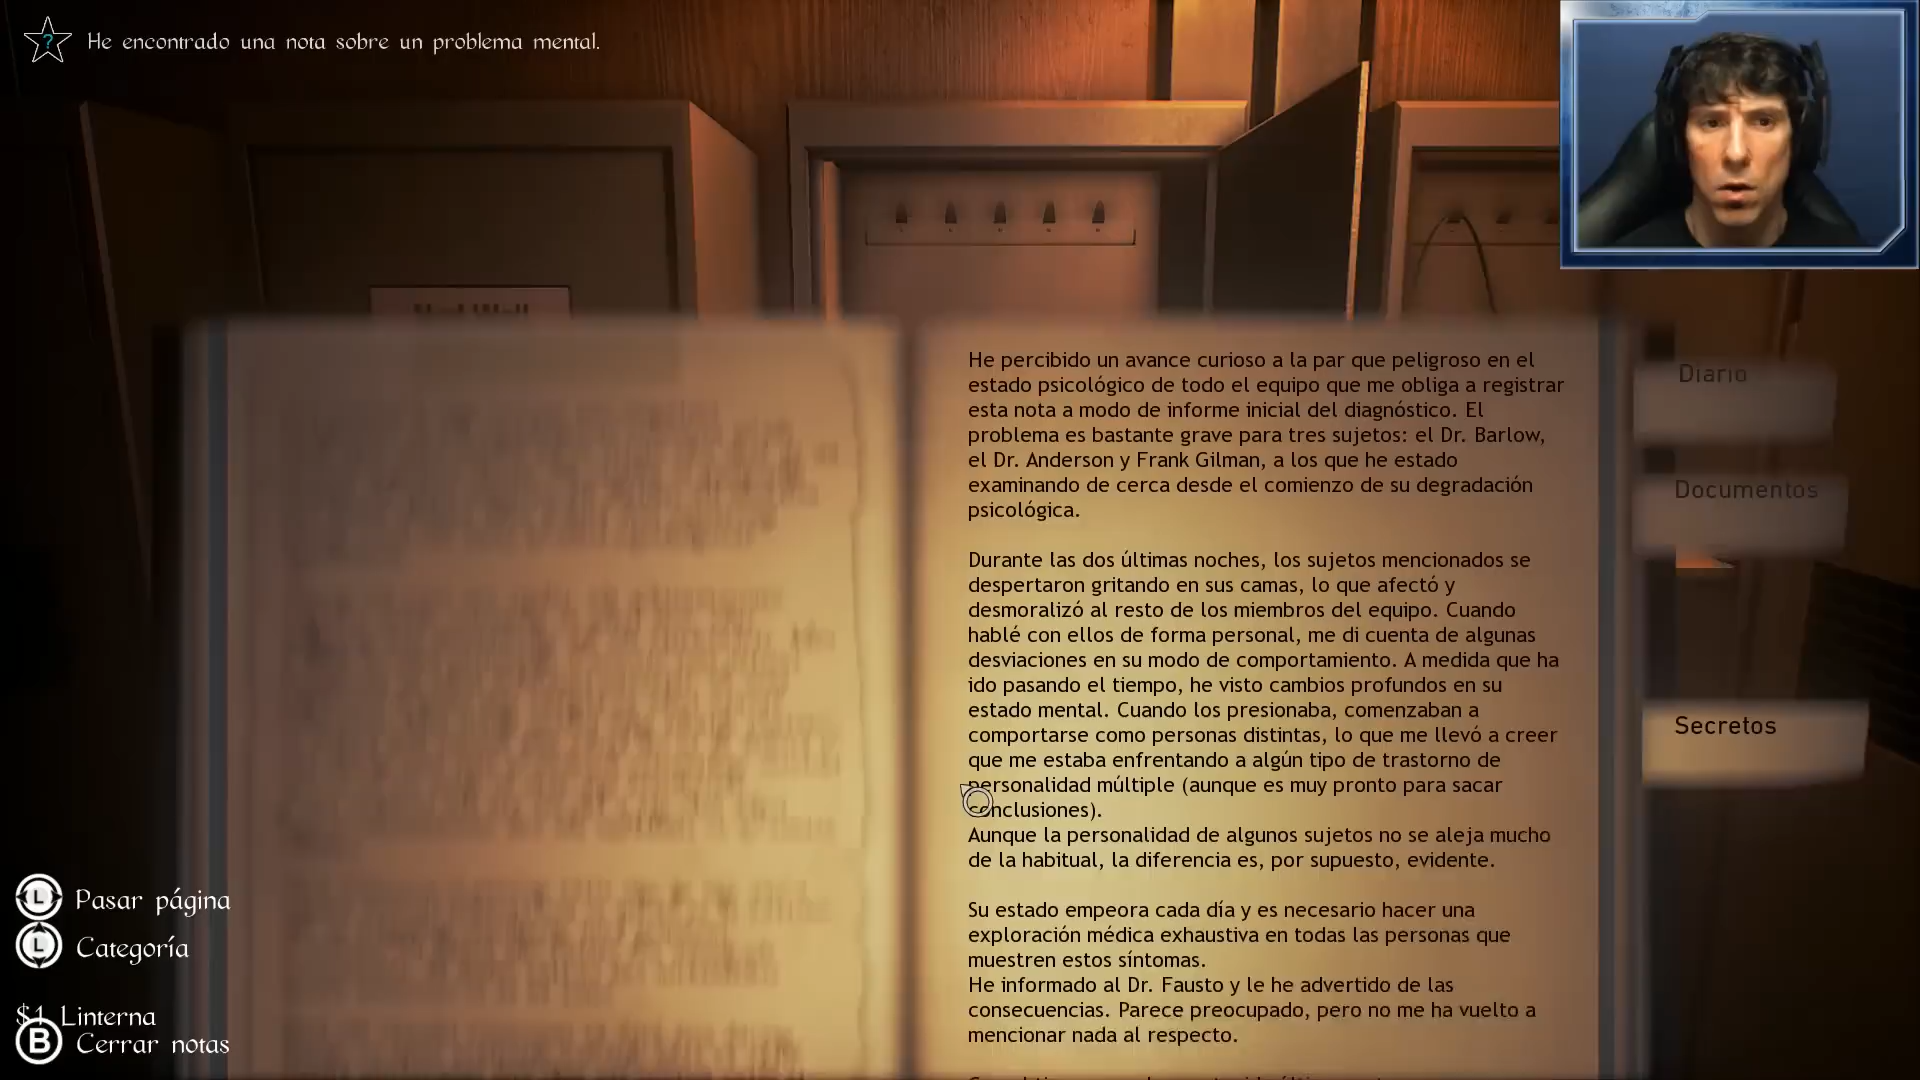 He encontrado una nota sobre un problema mental.
He percibido un avance curioso a la par que peligroso en el
estado psicológico de todo el equipo que me obliga a registrar
esta nota a modo de informe inicial del diagnóstico. El
problema es bastante grave para tres sujetos: el Dr. Barlow,
el Dr. Anderson y Frank Gilman, a los que he estado
examinando de cerca desde el comienzo de su degradación
psicológica.
Durante las dos últimas noches, los sujetos mencionados se
despertaron gritando en sus camas, lo que afectó y
desmoralizó al resto de los miembros del equipo. Cuando
hablé con ellos de forma personal, me di cuenta de algunas
desviaciones en su modo de comportamiento. A medida que ha
ido pasando el tiempo, he visto cambios profundos en su
estado mental. Cuando los presionaba, comenzaban a
comportarse como personas distintas, lo que me llevó a creer
que me estaba enfrentando a algún tipo de trastorno de
personalidad múltiple (aunque es muy pronto para sacar
conclusiones).
Aunque la personalidad de algunos sujetos no se aleja mucho
de la habitual, la diferencia es, por supuesto, evidente.
Su estado empeora cada día y es necesario hacer una
exploración médica exhaustiva en todas las personas que
muestren estos síntomas.
He informado al Dr. Fausto y le he advertido de las
consecuencias. Parece preocupado, pero no me ha vuelto a
mencionar nada al respecto.
Diario
Documentos
Secretos
L Pasar página
L Categoría
$1 Linterna
B Cerrar notas